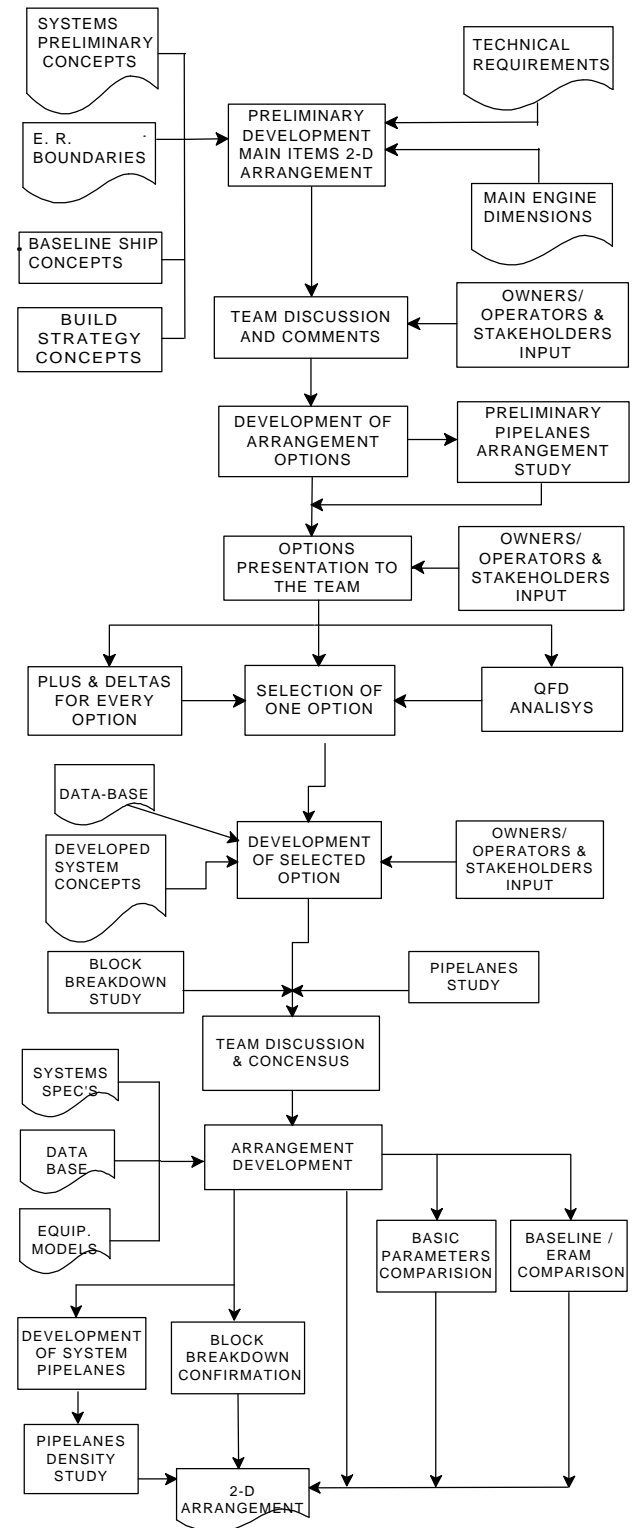 SYSTEMS
PRELIMINARY
CONCEPTS
TECHNICAL
REQUIREMENTS
E. R.
BOUNDARIES
PRELIMINARY
DEVELOPMENT
MAIN ITEMS 2-D
ARRANGEMENT
MAIN ENGINE
DIMENSIONS
BASELINE SHIP
CONCEPTS
BUILD
STRATEGY
CONCEPTS
TEAM DISCUSSION
AND COMMENTS
OWNERS/
OPERATORS &
STAKEHOLDERS
INPUT
DEVELOPMENT OF
ARRANGEMENT
OPTIONS
PRELIMINARY
PIPELANES
ARRANGEMENT
STUDY
OPTIONS
PRESENTATION TO
THE TEAM
OWNERS/
OPERATORS &
STAKEHOLDERS
INPUT
PLUS & DELTAS
FOR EVERY
OPTION
SELECTION OF
ONE OPTION
QFD
ANALISYS
DATA-BASE
DEVELOPED
SYSTEM
CONCEPTS
DEVELOPMENT
OF SELECTED
OPTION
OWNERS/
OPERATORS &
STAKEHOLDERS
INPUT
BLOCK
BREAKDOWN
STUDY
PIPELANES
STUDY
TEAM DISCUSSION
& CONCENSUS
SYSTEMS
SPEC'S
DATA
BASE
EQUIP.
MODELS
ARRANGEMENT
DEVELOPMENT
BASIC
PARAMETERS
COMPARISION
BASELINE /
ERAM
COMPARISON
DEVELOPMENT
OF SYSTEM
PIPELANES
BLOCK
BREAKDOWN
CONFIRMATION
PIPELANES
DENSITY
STUDY
2-D
ARRANGEMENT